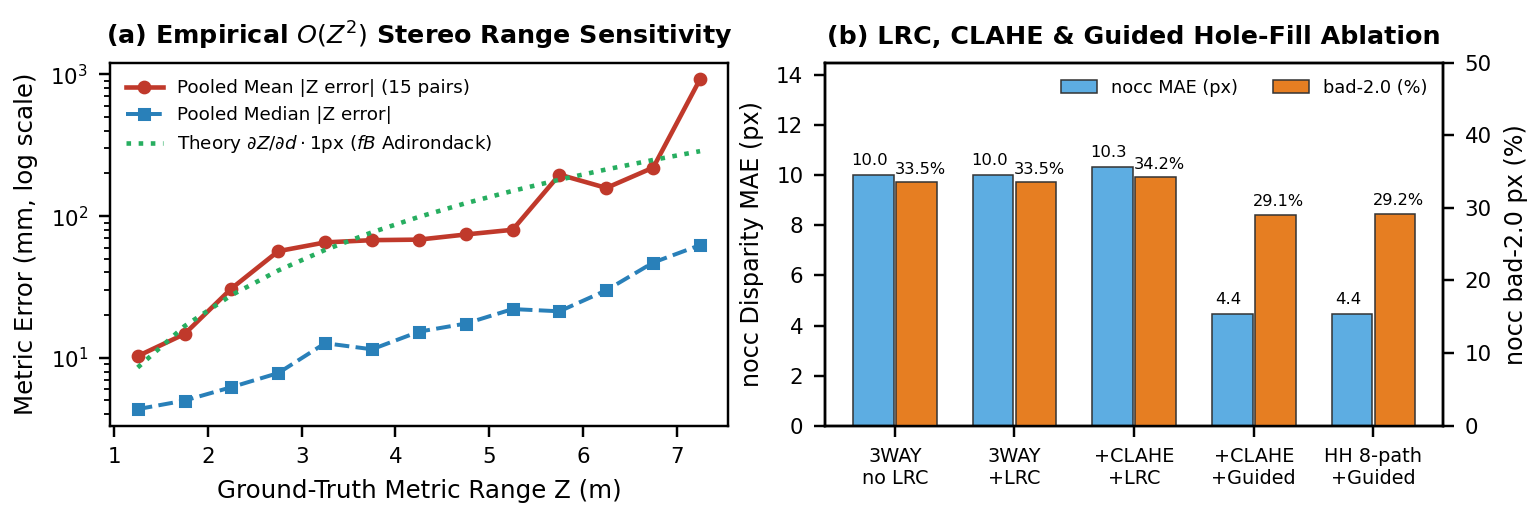 (a) Empirical O(Z²) Stereo Range Sensitivity
Metric Error (mm, log scale)
10³
10²
10¹
Pooled Mean |Z error| (15 pairs)
Pooled Median |Z error|
Theory ∂Z/∂d · 1px (fB Adirondack)
1 2 3 4 5 6 7
Ground-Truth Metric Range Z (m)
(b) LRC, CLAHE & Guided Hole-Fill Ablation
nocc Disparity MAE (px)
14
12
10
8
6
4
2
0
nocc MAE (px) bad-2.0 (%)
10.0 33.5% 10.0 33.5% 10.3 34.2% 4.4 29.1% 4.4 29.2%
50
40
30
20
10
0
nocc bad-2.0 px (%)
3WAY
no LRC
3WAY
+LRC
+CLAHE
+LRC
+CLAHE
+Guided
HH 8-path
+Guided